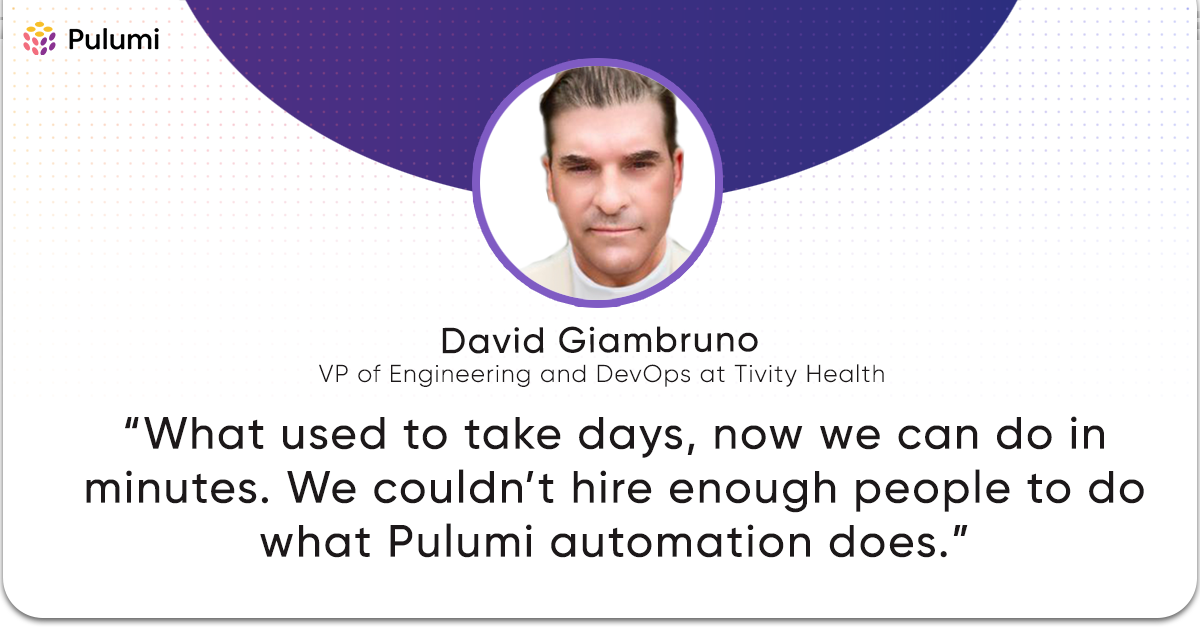 Pulumi
David Giambruno
VP of Engineering and DevOps at Tivity Health
“What used to take days, now we can do in
minutes. We couldn’t hire enough people to do
what Pulumi automation does.”